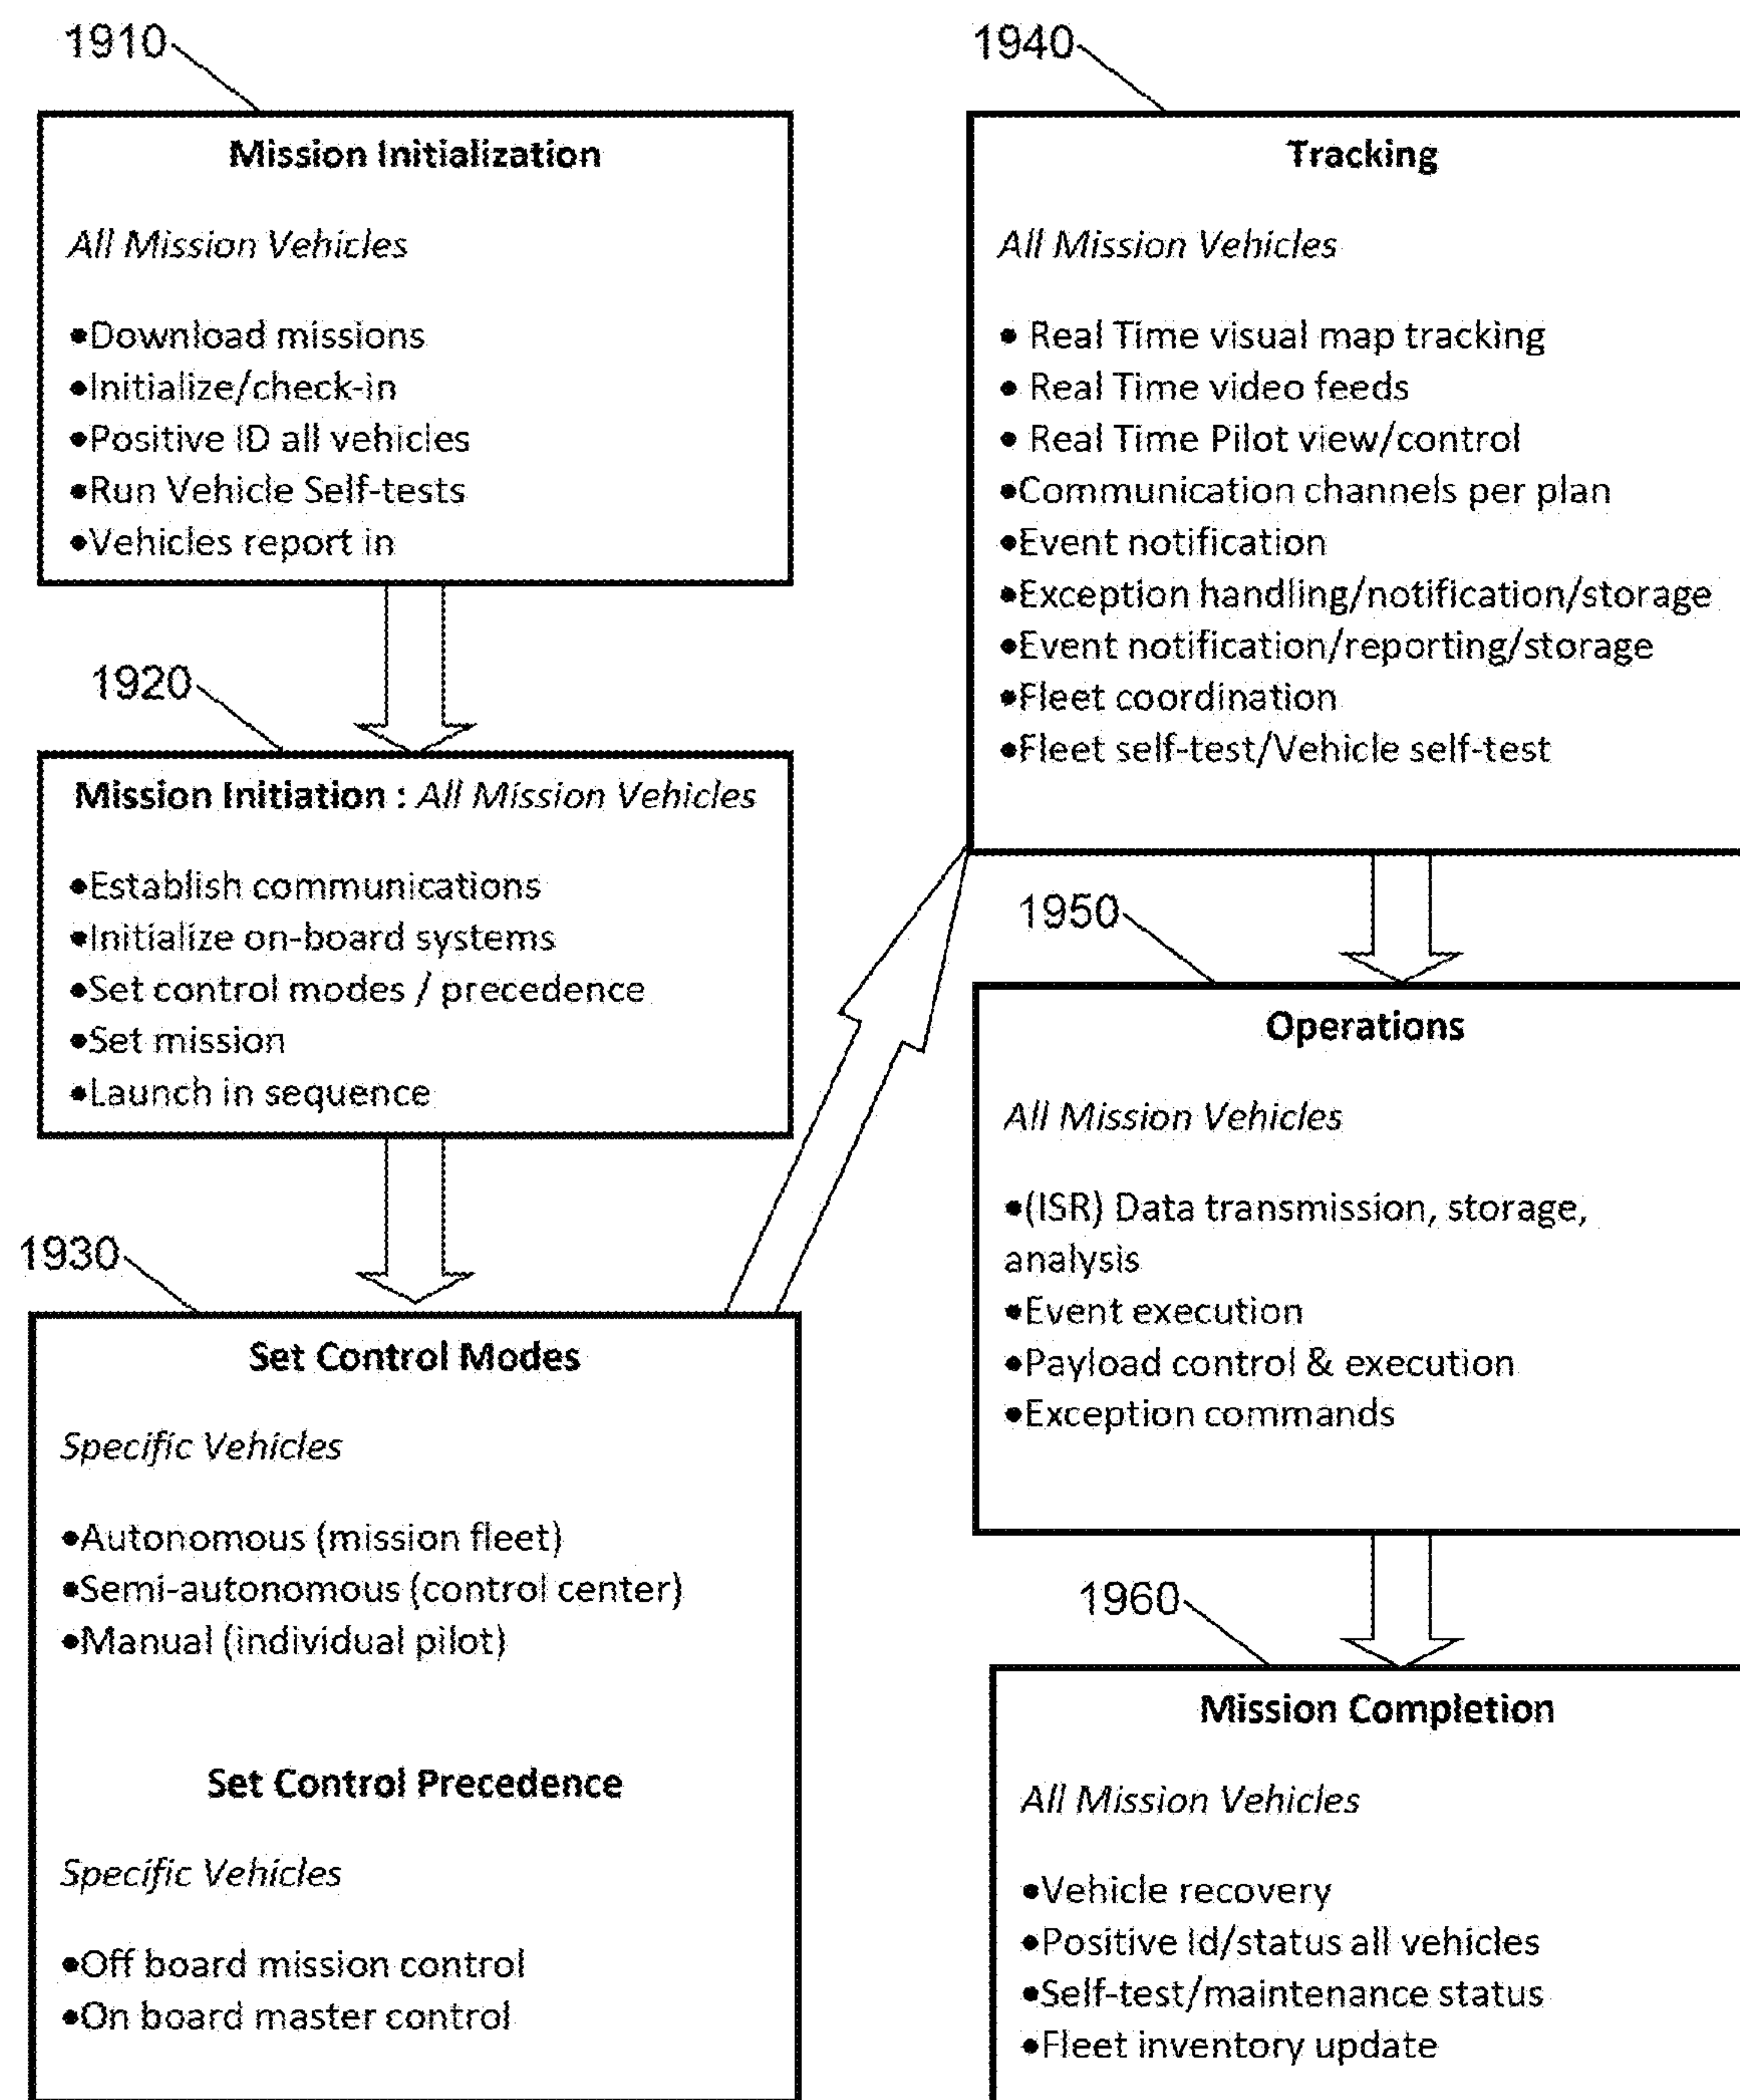 1910
Mission Initialization
All Mission Vehicles
•Download missions
•Initialize/check-in
•Positive ID all vehicles
•Run Vehicle Self-tests
•Vehicles report in
1920
Mission Initiation : All Mission Vehicles
•Establish communications
•Initialize on-board systems
•Set control modes / precedence
•Set mission
•Launch in sequence
1930
Set Control Modes
Specific Vehicles
•Autonomous (mission fleet)
•Semi-autonomous (control center)
•Manual (individual pilot)
Set Control Precedence
Specific Vehicles
•Off board mission control
•On board master control
1940
Tracking
All Mission Vehicles
• Real Time visual map tracking
• Real Time video feeds
• Real Time Pilot view/control
•Communication channels per plan
•Event notification
•Exception handling/notification/storage
•Event notification/reporting/storage
•Fleet coordination
•Fleet self-test/Vehicle self-test
1950
Operations
All Mission Vehicles
•(ISR) Data transmission, storage,
analysis
•Event execution
•Payload control & execution
•Exception commands
1960
Mission Completion
All Mission Vehicles
•Vehicle recovery
•Positive Id/status all vehicles
•Self-test/maintenance status
•Fleet inventory update